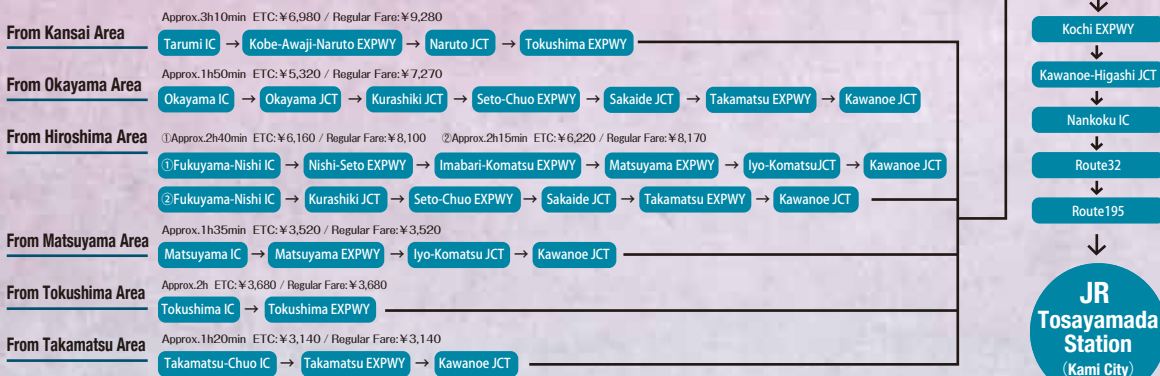 From Kansai Area
Approx.3h10min ETC:¥6,980 / Regular Fare:¥9,280
Tarumi IC → Kobe-Awaji-Naruto EXPWY → Naruto JCT → Tokushima EXPWY
From Okayama Area
Approx.1h50min ETC:¥5,320 / Regular Fare:¥7,270
Okayama IC → Okayama JCT → Kurashiki JCT → Seto-Chuo EXPWY → Sakaide JCT → Takamatsu EXPWY → Kawanoe JCT
From Hiroshima Area
①Approx.2h40min ETC:¥6,160 / Regular Fare:¥8,100 ②Approx.2h15min ETC:¥6,220 / Regular Fare:¥8,170
①Fukuyama-Nishi IC → Nishi-Seto EXPWY → Imabari-Komatsu EXPWY → Matsuyama EXPWY → Iyo-KomatsuJCT → Kawanoe JCT
②Fukuyama-Nishi IC → Kurashiki JCT → Seto-Chuo EXPWY → Sakaide JCT → Takamatsu EXPWY → Kawanoe JCT
From Matsuyama Area
Approx.1h35min ETC:¥3,520 / Regular Fare:¥3,520
Matsuyama IC → Matsuyama EXPWY → Iyo-Komatsu JCT → Kawanoe JCT
From Tokushima Area
Approx.2h ETC:¥3,680 / Regular Fare:¥3,680
Tokushima IC → Tokushima EXPWY
From Takamatsu Area
Approx.1h20min ETC:¥3,140 / Regular Fare:¥3,140
Takamatsu-Chuo IC → Takamatsu EXPWY → Kawanoe JCT
↓
Kochi EXPWY
↓
Kawanoe-Higashi JCT
↓
Nankoku IC
↓
Route32
↓
Route195
↓
JR
Tosayamada
Station
(Kami City)